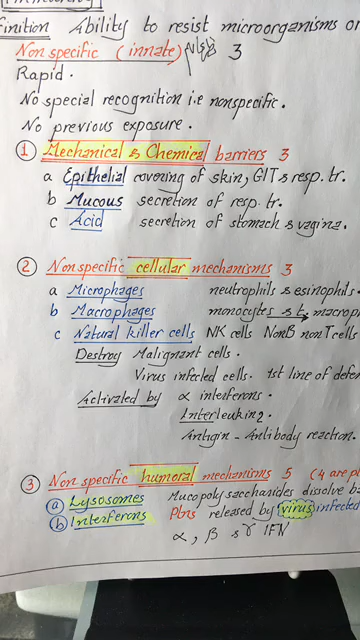 finition Ability to resist microorganisms or
Non specific (innate) 3
Rapid.
No special recognition i.e nonspecific.
No previous exposure.
① Mechanical & Chemical barriers 3
a Epithelial covering of skin, GIT & resp. tr.
b Mucous secretion of resp. tr.
c Acid secretion of stomach & vagina.
② Nonspecific cellular mechanisms 3
a Microphages neutrophils & esinophils.
b Macrophages monocytes & t. macroph
c Natural killer cells NK cells NonB nonT cells
Destroy Malignant cells.
Virus infected cells. 1st line of defen
Activated by α interferons.
Interleukin 2.
Antigin - Antibody reaction.
③ Non specific humoral mechanisms 5 (4 are pl
ⓐ Lysosomes Mucopolysaccharides dissolve ba
ⓑ Interferons Ptns released by virus infected
α, β & γ IFN